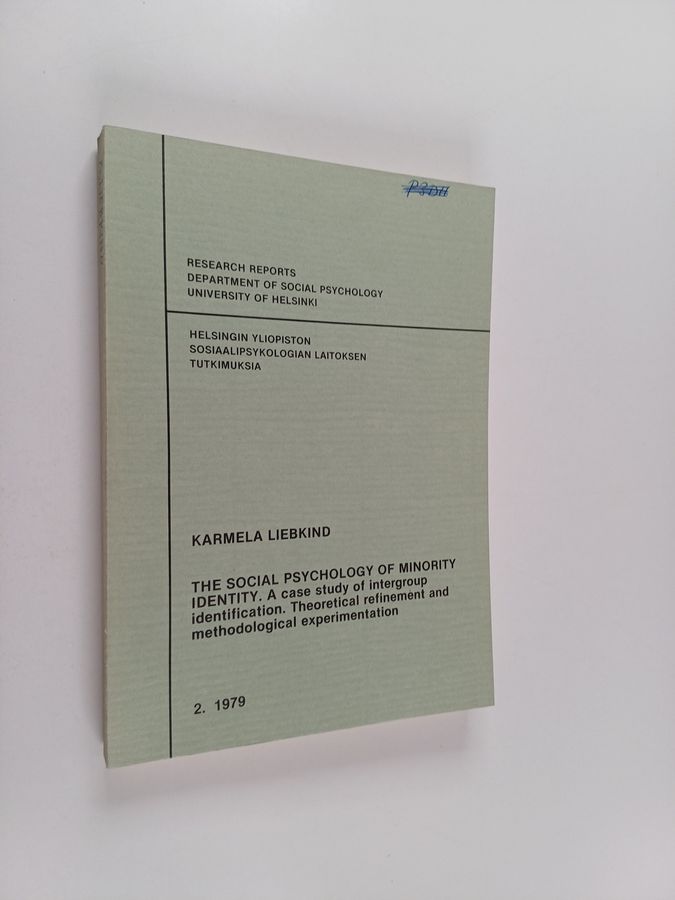 RESEARCH REPORTS
DEPARTMENT OF SOCIAL PSYCHOLOGY
UNIVERSITY OF HELSINKI
HELSINGIN YLIOPISTON
SOSIAALIPSYKOLOGIAN LAITOKSEN
TUTKIMUKSIA
KARMELA LIEBKIND
THE SOCIAL PSYCHOLOGY OF MINORITY
IDENTITY. A case study of intergroup
identification. Theoretical refinement and
methodological experimentation
2. 1979